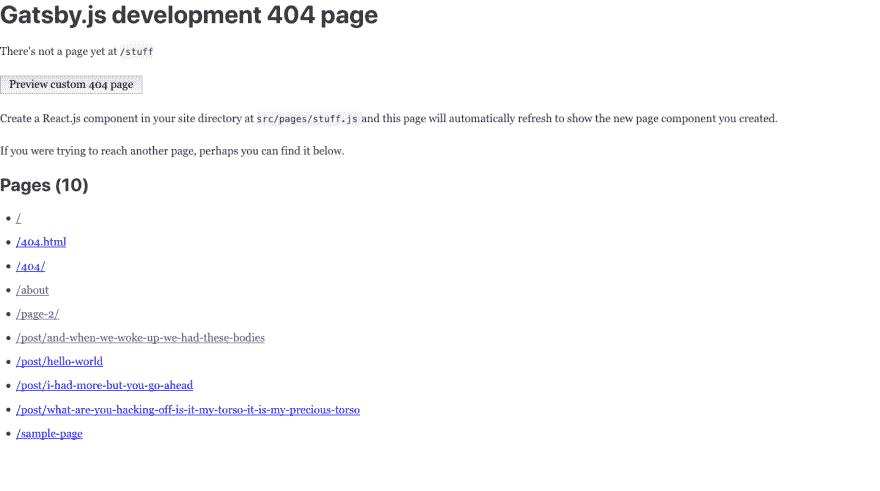 Gatsby.js development 404 page
There's not a page yet at /stuff
Preview custom 404 page
Create a React.js component in your site directory at src/pages/stuff.js and this page will automatically refresh to show the new page component you created.
If you were trying to reach another page, perhaps you can find it below.
Pages (10)
• /
• /404.html
• /404/
• /about
• /page-2/
• /post/and-when-we-woke-up-we-had-these-bodies
• /post/hello-world
• /post/i-had-more-but-you-go-ahead
• /post/what-are-you-hacking-off-is-it-my-torso-it-is-my-precious-torso
• /sample-page